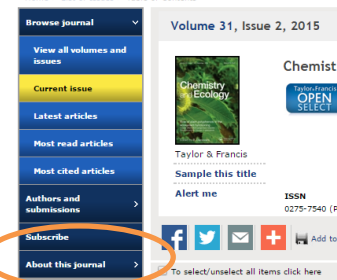 Browse journal
View all volumes and
issues
Current issue
Latest articles
Most read articles
Most cited articles
Authors and
submissions
Subscribe
About this journal
Volume 31, Issue 2, 2015
Chemistry
and Ecology
Taylor & Francis
Sample this title
Alert me
Chemist
Taylor & Francis
OPEN
SELECT
ISSN
0275-7540 (P
Add to
To select/unselect all items click here